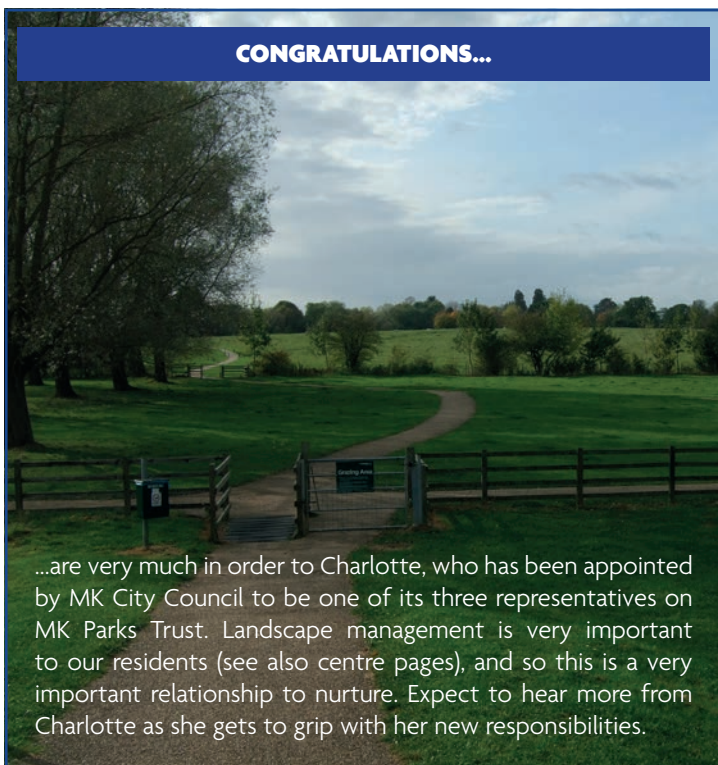 CONGRATULATIONS...
Grazing Area
...are very much in order to Charlotte, who has been appointed
by MK City Council to be one of its three representatives on
MK Parks Trust. Landscape management is very important
to our residents (see also centre pages), and so this is a very
important relationship to nurture. Expect to hear more from
Charlotte as she gets to grip with her new responsibilities.